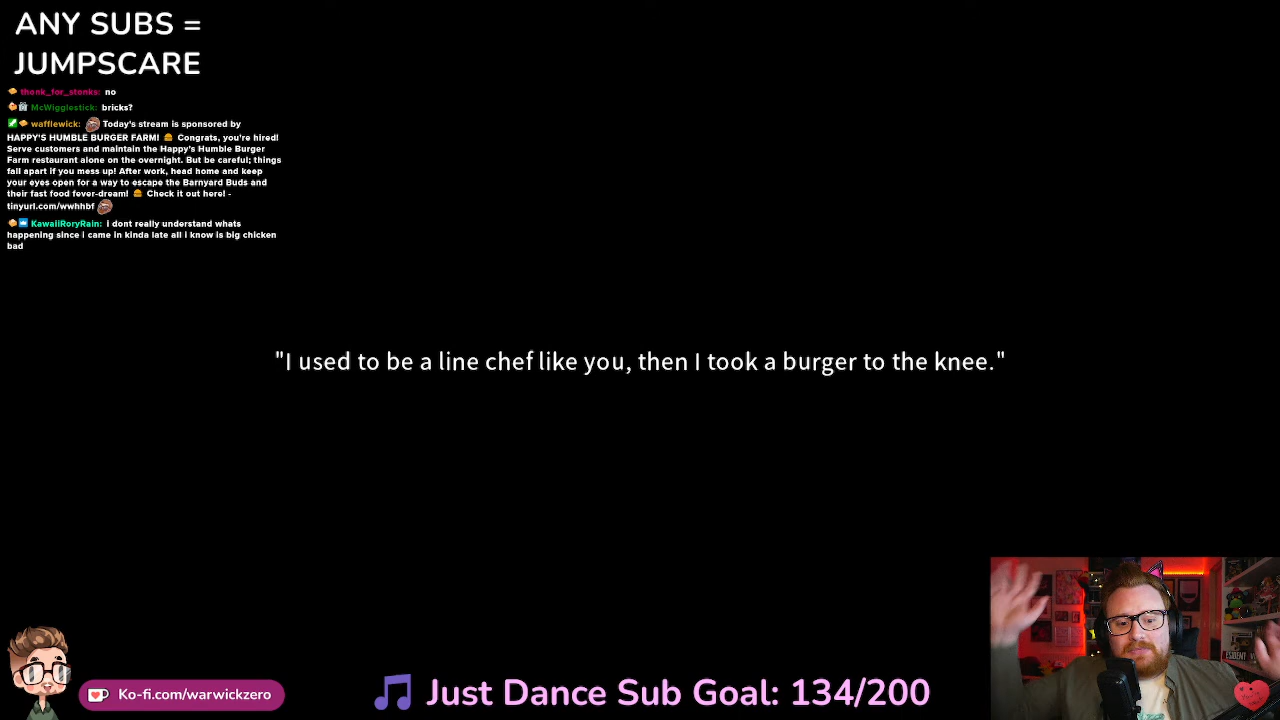 ANY SUBS =
JUMPSCARE
thonk_for_stonks: no
McWigglestick: bricks?
wafflewick: Today's stream is sponsored by
HAPPY'S HUMBLE BURGER FARM! Congrats, you're hired!
Serve customers and maintain the Happy's Humble Burger
Farm restaurant alone on the overnight. But be careful; things
fall apart if you mess up! After work, head home and keep
your eyes open for a way to escape the Barnyard Buds and
their fast food fever-dream! Check it out here! -
tinyurl.com/wwhhbf
KawaiiRoryRain: i dont really understand whats
happening since i came in kinda late all i know is big chicken
bad
"I used to be a line chef like you, then I took a burger to the knee."
Ko-fi.com/warwickzero
Just Dance Sub Goal: 134/200